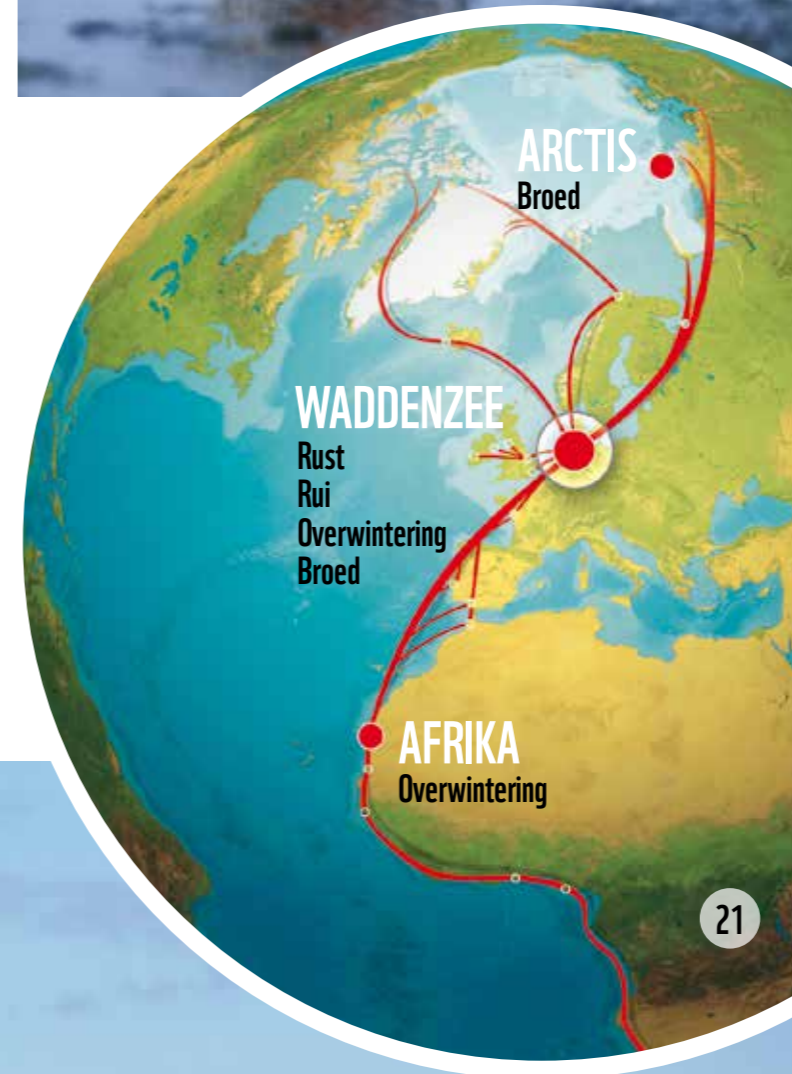 ARCTIS
Broed
WADDENZEE
Rust
Rui
Overwintering
Broed
AFRIKA
Overwintering
21